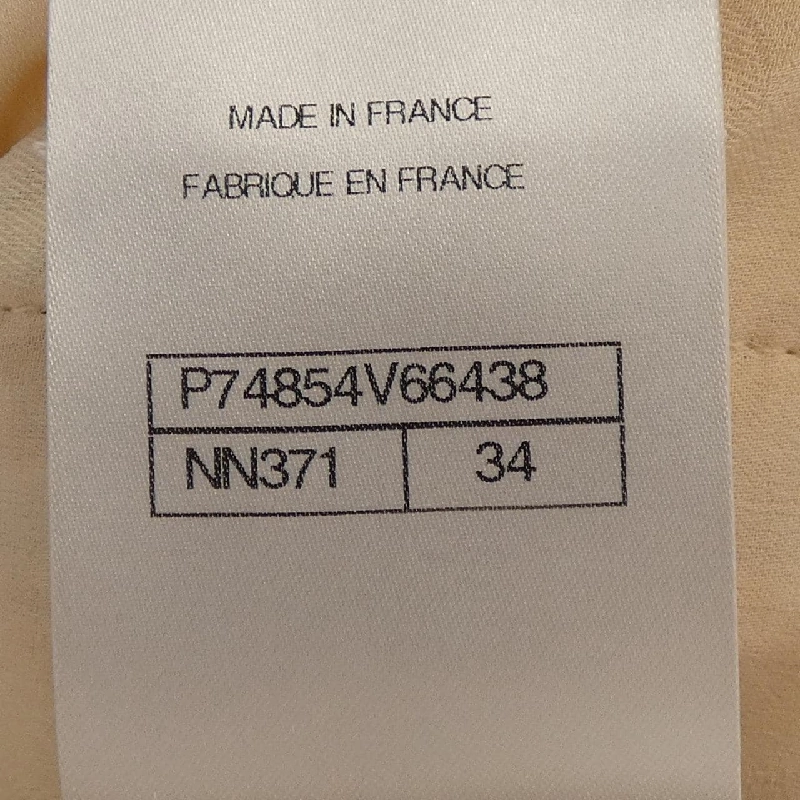 MADE IN FRANCE
FABRIQUE EN FRANCE
P74854V66438
NN371 34